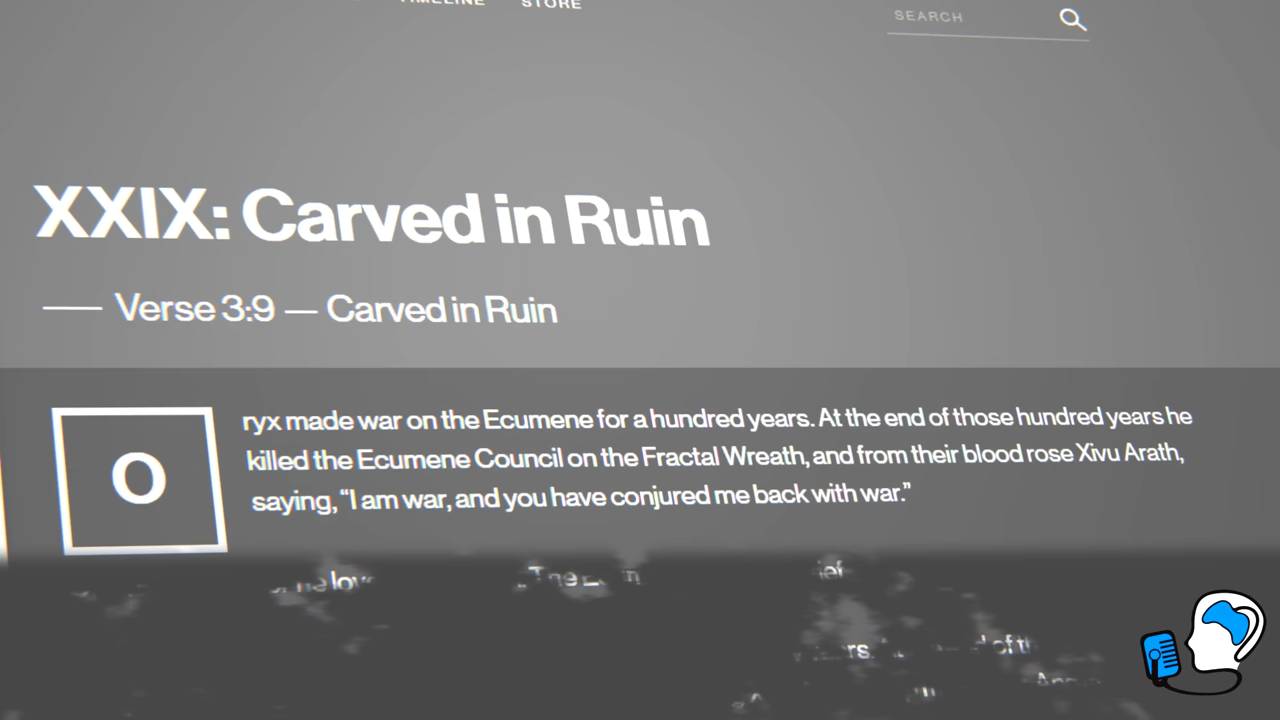 STORE
SEARCH
XXIX: Carved in Ruin
— Verse 3:9 — Carved in Ruin
Oryx made war on the Ecumene for a hundred years. At the end of those hundred years he
killed the Ecumene Council on the Fractal Wreath, and from their blood rose Xivu Arath,
saying, “I am war, and you have conjured me back with war.”